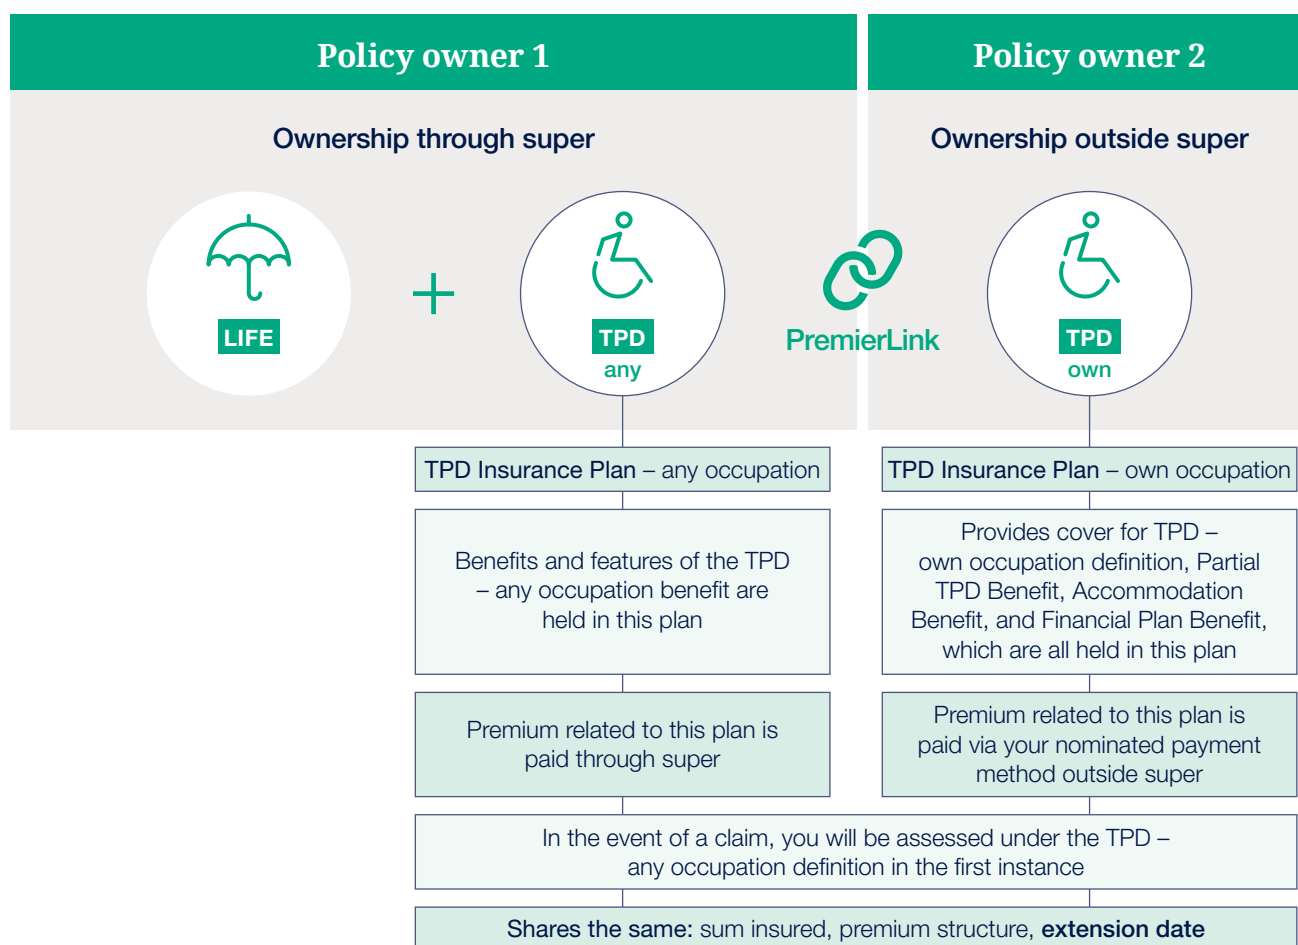 Policy owner 1
Policy owner 2
Ownership through super
Ownership outside super
LIFE
+
TPD
any
PremierLink
TPD
own
TPD Insurance Plan – any occupation
TPD Insurance Plan – own occupation
Benefits and features of the TPD
– any occupation benefit are
held in this plan
Provides cover for TPD –
own occupation definition, Partial
TPD Benefit, Accommodation
Benefit, and Financial Plan Benefit,
which are all held in this plan
Premium related to this plan is
paid through super
Premium related to this plan is
paid via your nominated payment
method outside super
In the event of a claim, you will be assessed under the TPD –
any occupation definition in the first instance
Shares the same: sum insured, premium structure, extension date